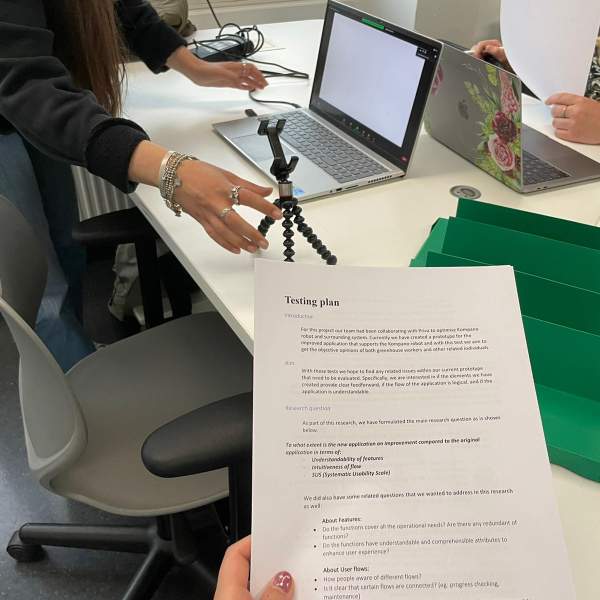 Testing plan
Introduction
For this project our team had been collaborating with Priva to optimise Kompano
robot and surrounding system. Currently we have created a prototype for the
improved application that supports the Kompano robot and with this test we aim to
get the objective opinions of both greenhouse workers and other related individuals.
Aim
With these tests we hope to find any related issues within our current prototype
that need to be evaluated. Specifically, we are interested in if the elements we have
created provide clear feedforward, if the flow of the application is logical, and if the
application is understandable.
Research question
As part of this research, we have formulated the main research question as is shown
below.
To what extent is the new application an improvement compared to the original
application in terms of:
- Understandability of features
- Intuitiveness of flow
- SUS (Systematic Usability Scale)
We did also have some related questions that we wanted to address in this research
as well:
About Features:
• Do the functions cover all the operational needs? Are there any redundant of
functions?
• Do the functions have understandable and comprehensible attributes to
enhance user experience?
About User flows:
• How people aware of different flows?
• Is it clear that certain flows are connected? (eg: progress checking,
maintenance)